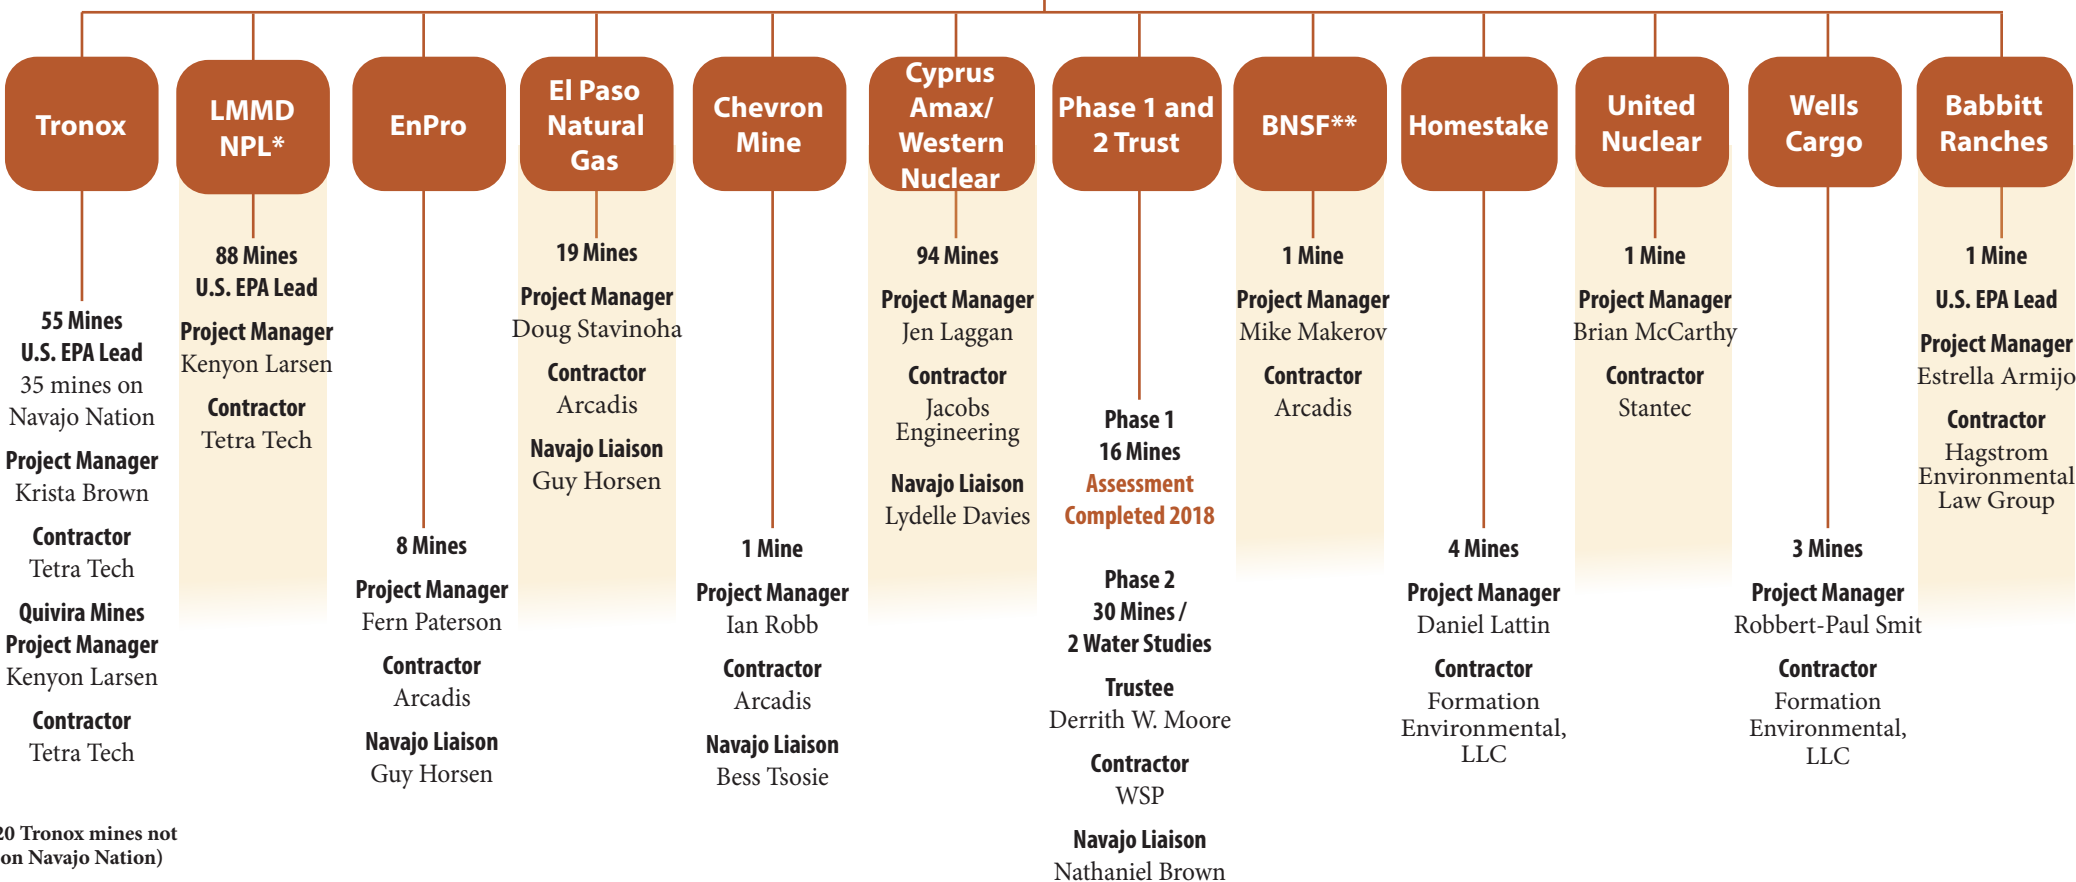 Tronox
55 Mines
U.S. EPA Lead
35 mines on
Navajo Nation
Project Manager
Krista Brown
Contractor
Tetra Tech
Quivira Mines
Project Manager
Kenyon Larsen
Contractor
Tetra Tech
20 Tronox mines not
on Navajo Nation)
LMMD
NPL*
88 Mines
U.S. EPA Lead
Project Manager
Kenyon Larsen
Contractor
Tetra Tech
EnPro
8 Mines
Project Manager
Fern Paterson
Contractor
Arcadis
Navajo Liaison
Guy Horsen
El Paso
Natural
Gas
19 Mines
Project Manager
Doug Stavinoha
Contractor
Arcadis
Navajo Liaison
Guy Horsen
Chevron
Mine
1 Mine
Project Manager
Ian Robb
Contractor
Arcadis
Navajo Liaison
Bess Tsosie
Cyprus
Amax/
Western
Nuclear
94 Mines
Project Manager
Jen Laggan
Contractor
Jacobs
Engineering
Navajo Liaison
Lydelle Davies
Phase 1 and
2 Trust
Phase 1
16 Mines
Assessment
Completed 2018
Phase 2
30 Mines /
2 Water Studies
Trustee
Derrith W. Moore
Contractor
WSP
Navajo Liaison
Nathaniel Brown
BNSF**
1 Mine
Project Manager
Mike Makerov
Contractor
Arcadis
Homestake
4 Mines
Project Manager
Daniel Lattin
Contractor
Formation
Environmental,
LLC
United
Nuclear
1 Mine
Project Manager
Brian McCarthy
Contractor
Stantec
Wells
Cargo
3 Mines
Project Manager
Robbert-Paul Smit
Contractor
Formation
Environmental,
LLC
Babbitt
Ranches
1 Mine
U.S. EPA Lead
Project Manager
Estrella Armijo
Contractor
Hagstrom
Environmental
Law Group